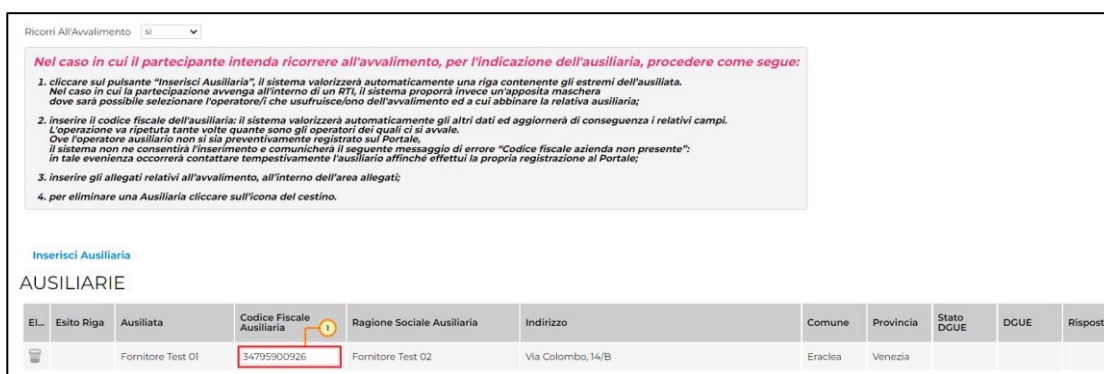 Ricorri All'Avvalimento si
Nel caso in cui il partecipante intenda ricorrere all'avvalimento, per l'indicazione dell'ausiliaria, procedere come segue:
1. cliccare sul pulsante "Inserisci Ausiliaria", il sistema valorizzerà automaticamente una riga contenente gli estremi dell'ausiliata.
Nel caso in cui la partecipazione avvenga all'interno di un RTI, il sistema proporrà invece un'apposita maschera
dove sarà possibile selezionare l'operatore/i che usufruisce/ono dell'avvalimento ed a cui abbinare la relativa ausiliaria;
2. inserire il codice fiscale dell'ausiliaria: il sistema valorizzerà automaticamente gli altri dati ed aggiornerà di conseguenza i relativi campi.
L'operazione va ripetuta tante volte quante sono gli operatori dei quali ci si avvale.
Ove l'operatore ausiliario non si sia preventivamente registrato sul Portale,
il sistema non ne consentirà l'inserimento e comunicherà il seguente messaggio di errore "Codice fiscale azienda non presente":
in tale evenienza occorrerà contattare tempestivamente l'ausiliario affinché effettui la propria registrazione al Portale;
3. inserire gli allegati relativi all'avvalimento, all'interno dell'area allegati;
4. per eliminare una Ausiliaria cliccare sull'icona del cestino.
Inserisci Ausiliaria
AUSILIARIE
El... Esito Riga Ausiliata Codice Fiscale Ausiliaria 1 Ragione Sociale Ausiliaria Indirizzo Comune Provincia Stato DGUE DGUE Rispost
Fornitore Test 01 34795900926 Fornitore Test 02 Via Colombo, 14/B Eraclea Venezia